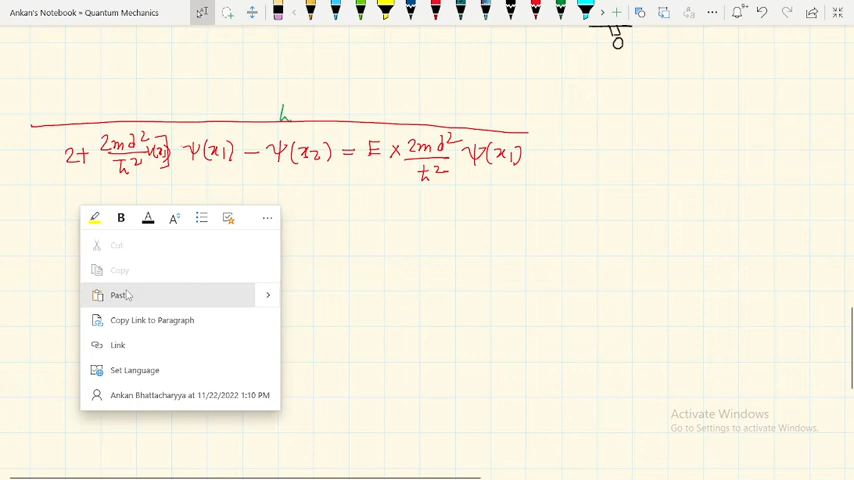 Ankan's Notebook » Quantum Mechanics
0
h
2+ 2md²/ħ² V(x₁)] ψ(x₁) − ψ(x₂) = E × 2md²/ħ² ψ(x₁)
B A A
Cut
Copy
Paste
Copy Link to Paragraph
Link
Set Language
Ankan Bhattacharyya at 11/22/2022 1:10 PM
Activate Windows
Go to Settings to activate Windows.